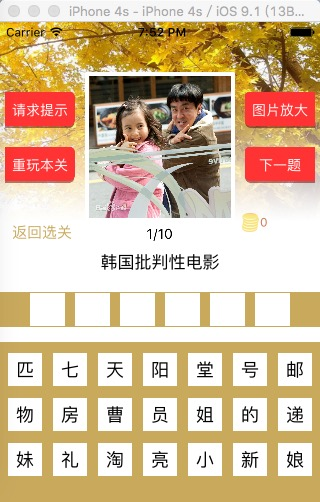 iPhone 4s - iPhone 4s / iOS 9.1 (13B...
Carrier 7:52 PM
请求提示
图片放大
重玩本关
下一题
返回选关
1/10
0
韩国批判性电影
匹 七 天 阳 堂 号 邮
物 房 曹 员 姐 的 递
妹 礼 淘 亮 小 新 娘